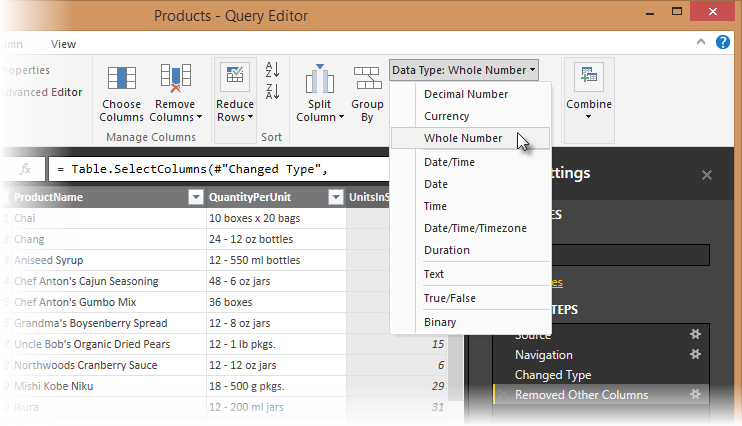 Products - Query Editor
View
Properties
Advanced Editor
Choose Columns
Remove Columns
Manage Columns
Reduce Rows
A Z
Z A
Sort
Split Column
Group By
Data Type: Whole Number
Combine
Decimal Number
Currency
Whole Number
Date/Time
Date
Time
Date/Time/Timezone
Duration
Text
True/False
Binary
fx
= Table.SelectColumns(#"Changed Type",
ttings
ProductName QuantityPerUnit UnitsInS
1 Chai 10 boxes x 20 bags
2 Chang 24 - 12 oz bottles
3 Aniseed Syrup 12 - 550 ml bottles
4 Chef Anton's Cajun Seasoning 48 - 6 oz jars
5 Chef Anton's Gumbo Mix 36 boxes
6 Grandma's Boysenberry Spread 12 - 8 oz jars
7 Uncle Bob's Organic Dried Pears 12 - 1 lb pkgs. 15
8 Northwoods Cranberry Sauce 12 - 12 oz jars 6
9 Mishi Kobe Niku 18 - 500 g pkgs. 29
Ikura 12 - 200 ml jars 31
ES
es
STEPS
Source
Navigation
Changed Type
Removed Other Columns